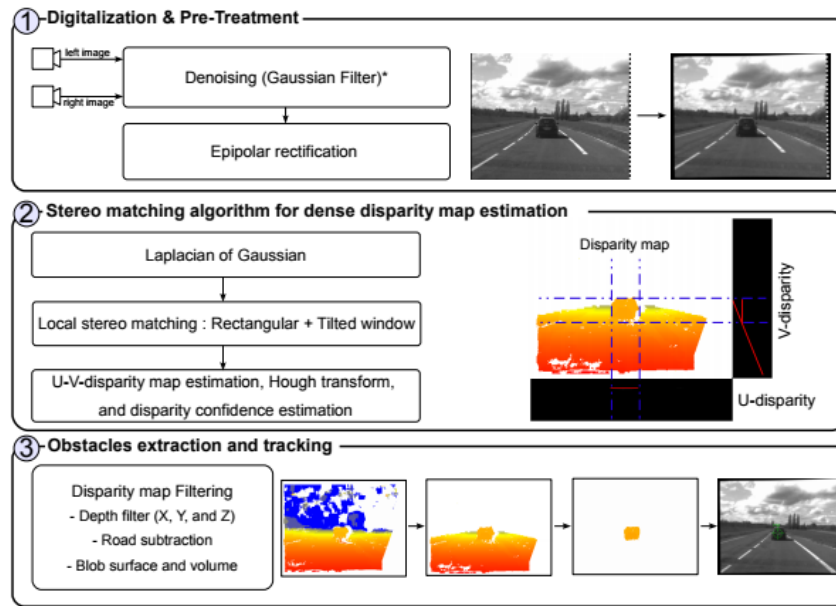 1 Digitalization & Pre-Treatment
left image
right image
Denoising (Gaussian Filter)*
Epipolar rectification
2 Stereo matching algorithm for dense disparity map estimation
Laplacian of Gaussian
Local stereo matching : Rectangular + Tilted window
U-V-disparity map estimation, Hough transform,
and disparity confidence estimation
Disparity map
V-disparity
U-disparity
3 Obstacles extraction and tracking
Disparity map Filtering
- Depth filter (X, Y, and Z)
- Road subtraction
- Blob surface and volume